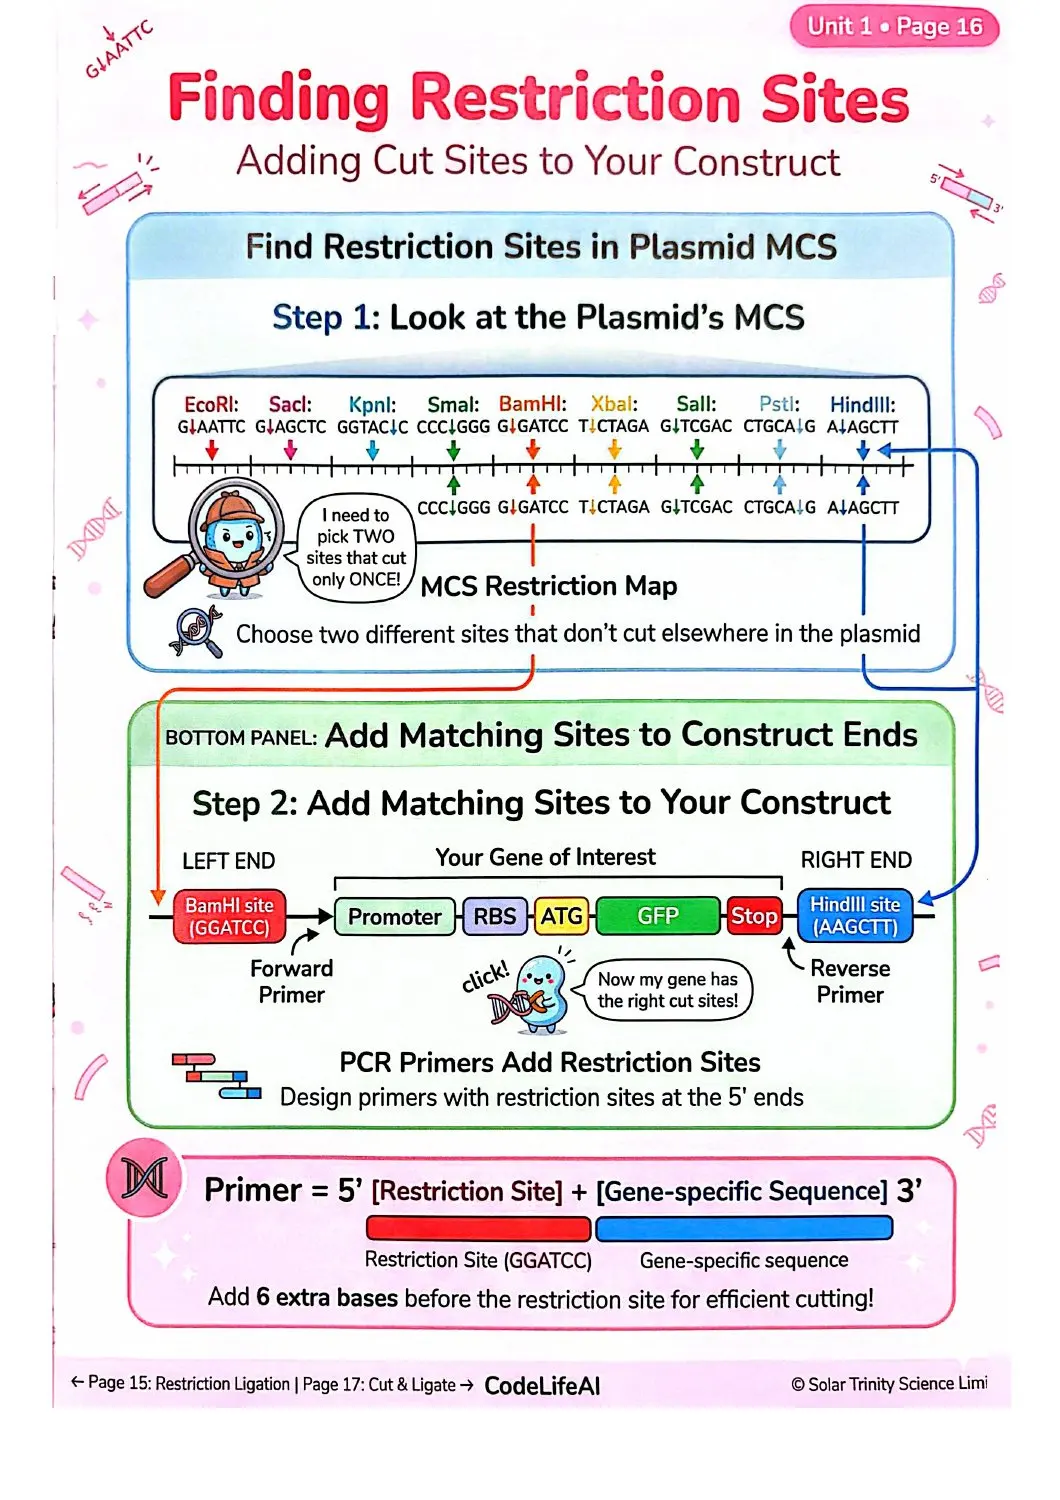 G↓AATTC
Unit 1 • Page 16
Finding Restriction Sites
Adding Cut Sites to Your Construct
5' 3'
Find Restriction Sites in Plasmid MCS
Step 1: Look at the Plasmid's MCS
EcoRI: SacI: KpnI: SmaI: BamHI: XbaI: SalI: PstI: HindIII:
G↓AATTC G↓AGCTC GGTAC↓C CCC↓GGG G↓GATCC T↓CTAGA G↓TCGAC CTGCA↓G A↓AGCTT
CCC↓GGG G↓GATCC T↓CTAGA G↓TCGAC CTGCA↓G A↓AGCTT
I need to
pick TWO
sites that cut
only ONCE!
MCS Restriction Map
Choose two different sites that don't cut elsewhere in the plasmid
BOTTOM PANEL: Add Matching Sites to Construct Ends
Step 2: Add Matching Sites to Your Construct
LEFT END Your Gene of Interest RIGHT END
BamHI site
(GGATCC)
Promoter RBS ATG GFP Stop
HindIII site
(AAGCTT)
Forward
Primer
click!
Now my gene has
the right cut sites!
Reverse
Primer
PCR Primers Add Restriction Sites
Design primers with restriction sites at the 5' ends
Primer = 5' [Restriction Site] + [Gene-specific Sequence] 3'
Restriction Site (GGATCC) Gene-specific sequence
Add 6 extra bases before the restriction site for efficient cutting!
← Page 15: Restriction Ligation | Page 17: Cut & Ligate → CodeLifeAI © Solar Trinity Science Limi